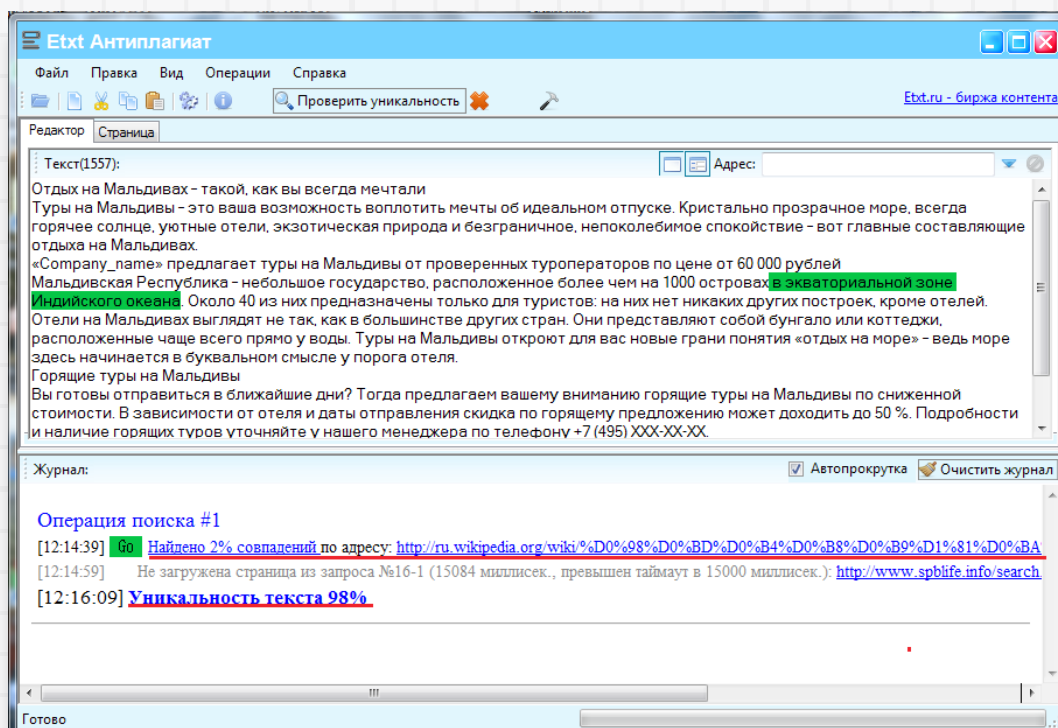 Etxt Антиплагиат
Файл Правка Вид Операции Справка
Проверить уникальность
Etxt.ru - биржа контента
Редактор Страница
Текст(1557): Адрес:
Отдых на Мальдивах – такой, как вы всегда мечтали
Туры на Мальдивы – это ваша возможность воплотить мечты об идеальном отпуске. Кристально прозрачное море, всегда
горячее солнце, уютные отели, экзотическая природа и безграничное, непоколебимое спокойствие – вот главные составляющие
отдыха на Мальдивах.
«Company_name» предлагает туры на Мальдивы от проверенных туроператоров по цене от 60 000 рублей
Мальдивская Республика – небольшое государство, расположенное более чем на 1000 островах в экваториальной зоне
Индийского океана. Около 40 из них предназначены только для туристов: на них нет никаких других построек, кроме отелей.
Отели на Мальдивах выглядят не так, как в большинстве других стран. Они представляют собой бунгало или коттеджи,
расположенные чаще всего прямо у воды. Туры на Мальдивы откроют для вас новые грани понятия «отдых на море» – ведь море
здесь начинается в буквальном смысле у порога отеля.
Горящие туры на Мальдивы
Вы готовы отправиться в ближайшие дни? Тогда предлагаем вашему вниманию горящие туры на Мальдивы по сниженной
стоимости. В зависимости от отеля и даты отправления скидка по горящему предложению может доходить до 50 %. Подробности
и наличие горящих туров уточняйте у нашего менеджера по телефону +7 (495) XXX-XX-XX.
Журнал: Автопрокрутка Очистить журнал
Операция поиска #1
[12:14:39] Go Найдено 2% совпадений по адресу: http://ru.wikipedia.org/wiki/%D0%98%D0%BD%D0%B4%D0%B8%D0%B9%D1%81%D0%BA
[12:14:59] Не загружена страница из запроса №16-1 (15084 миллисек., превышен таймаут в 15000 миллисек.): http://www.spblife.info/search.
[12:16:09] Уникальность текста 98%
Готово